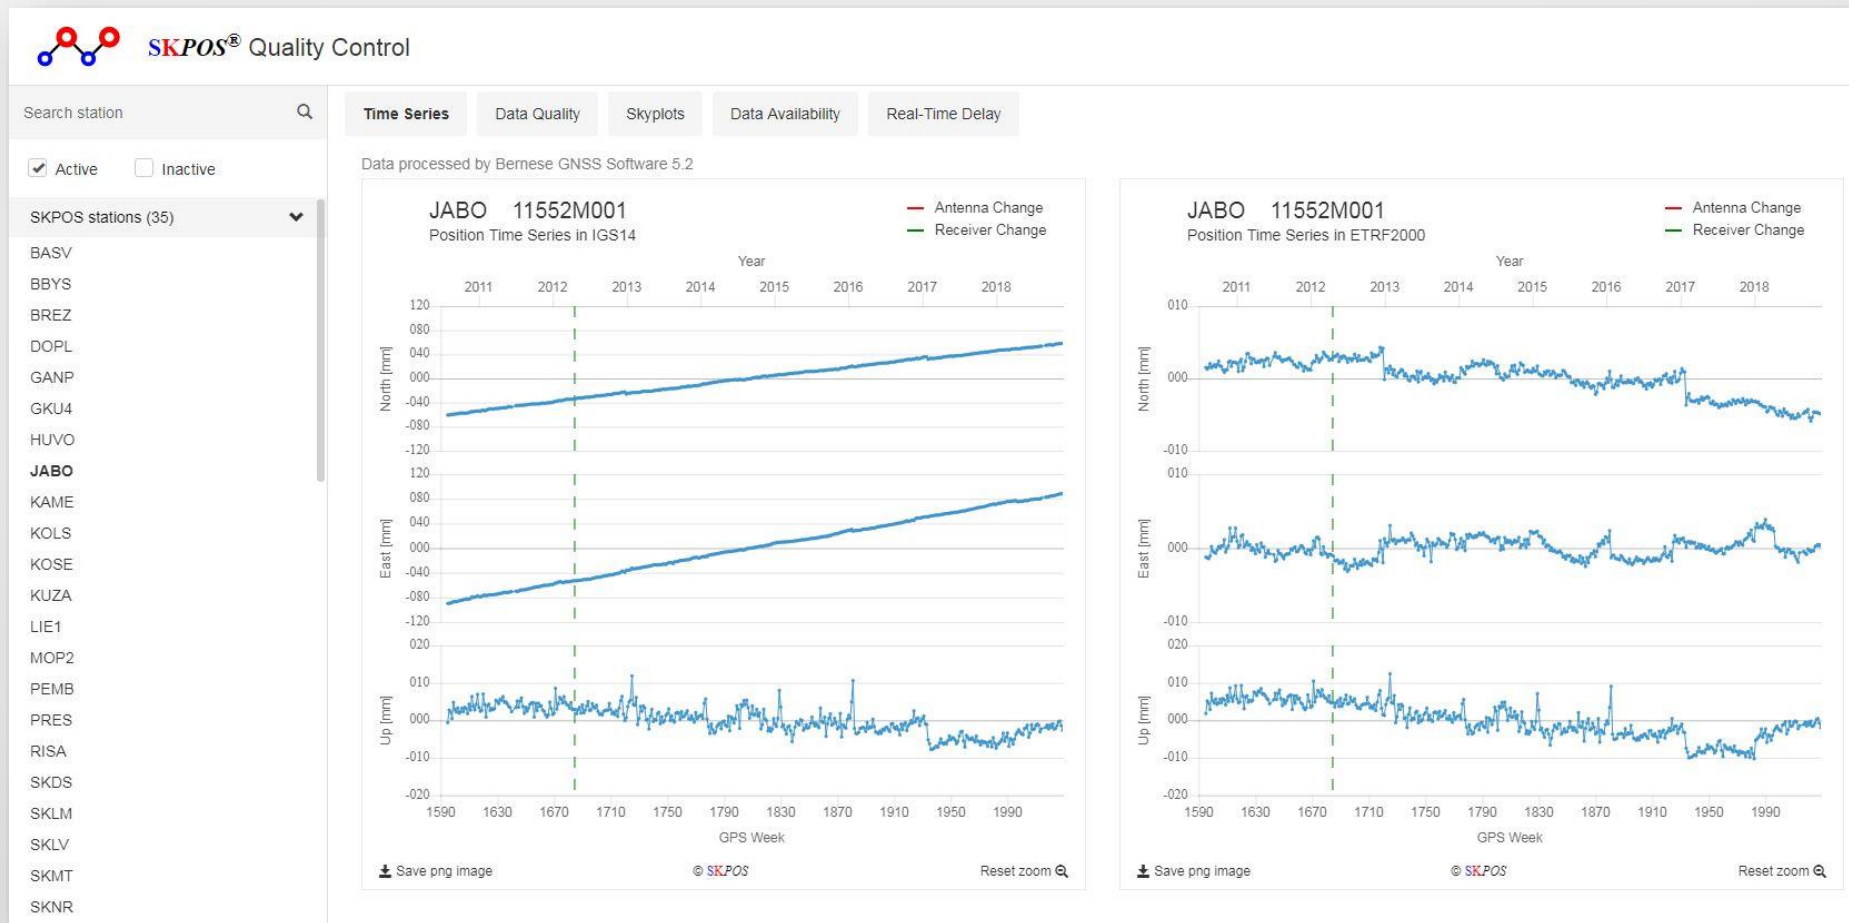 SKPOS® Quality Control
Search station
Active Inactive
SKPOS stations (35)
BASV
BBYS
BREZ
DOPL
GANP
GKU4
HUVO
JABO
KAME
KOLS
KOSE
KUZA
LIE1
MOP2
PEMB
PRES
RISA
SKDS
SKLM
SKLV
SKMT
SKNR
Time Series Data Quality Skyplots Data Availability Real-Time Delay
Data processed by Bernese GNSS Software 5.2
JABO 11552M001
Position Time Series in IGS14
Antenna Change
Receiver Change
Year
2011 2012 2013 2014 2015 2016 2017 2018
North [mm]
120
080
040
000
-040
-080
-120
East [mm]
120
080
040
000
-040
-080
-120
Up [mm]
020
010
000
-010
-020
1590 1630 1670 1710 1750 1790 1830 1870 1910 1950 1990
GPS Week
Save png image © SKPOS Reset zoom
JABO 11552M001
Position Time Series in ETRF2000
Antenna Change
Receiver Change
Year
2011 2012 2013 2014 2015 2016 2017 2018
North [mm]
010
000
-010
East [mm]
010
000
-010
Up [mm]
020
010
000
-010
-020
1590 1630 1670 1710 1750 1790 1830 1870 1910 1950 1990
GPS Week
Save png image © SKPOS Reset zoom